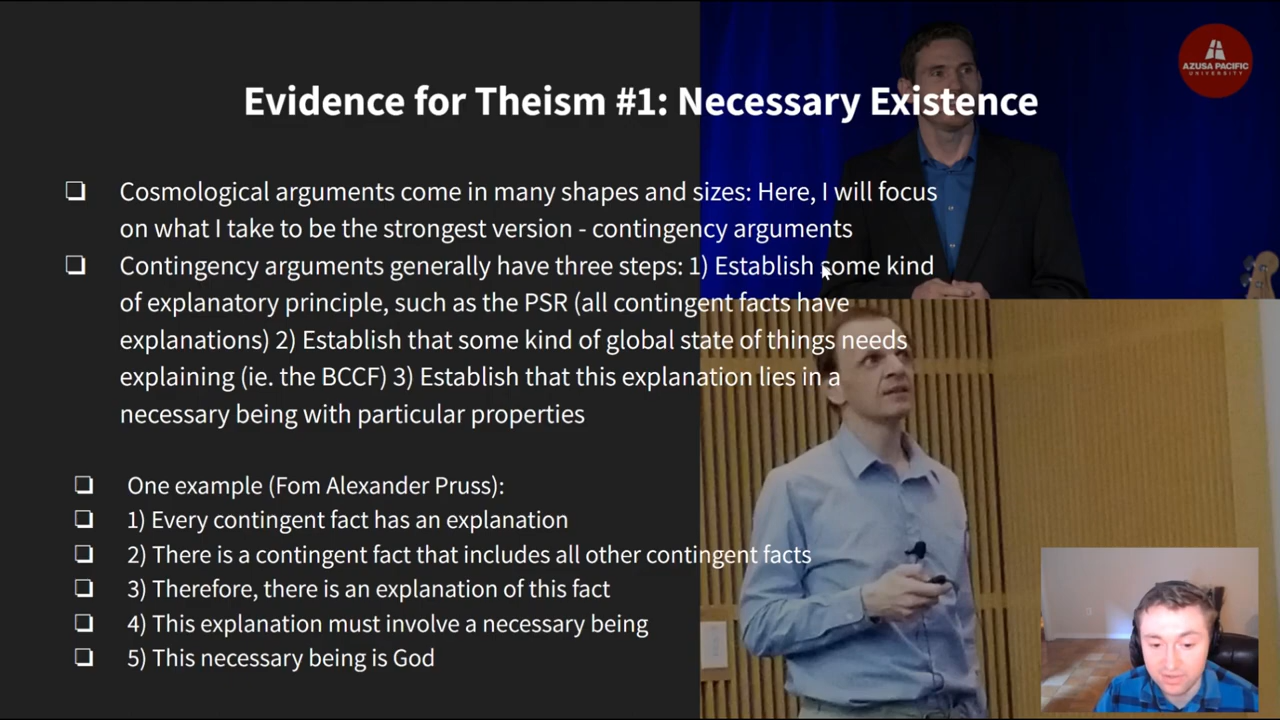 AZUSA PACIFIC
UNIVERSITY
Evidence for Theism #1: Necessary Existence
❏ Cosmological arguments come in many shapes and sizes: Here, I will focus
on what I take to be the strongest version - contingency arguments
❏ Contingency arguments generally have three steps: 1) Establish some kind
of explanatory principle, such as the PSR (all contingent facts have
explanations) 2) Establish that some kind of global state of things needs
explaining (ie. the BCCF) 3) Establish that this explanation lies in a
necessary being with particular properties
❏ One example (Fom Alexander Pruss):
❏ 1) Every contingent fact has an explanation
❏ 2) There is a contingent fact that includes all other contingent facts
❏ 3) Therefore, there is an explanation of this fact
❏ 4) This explanation must involve a necessary being
❏ 5) This necessary being is God